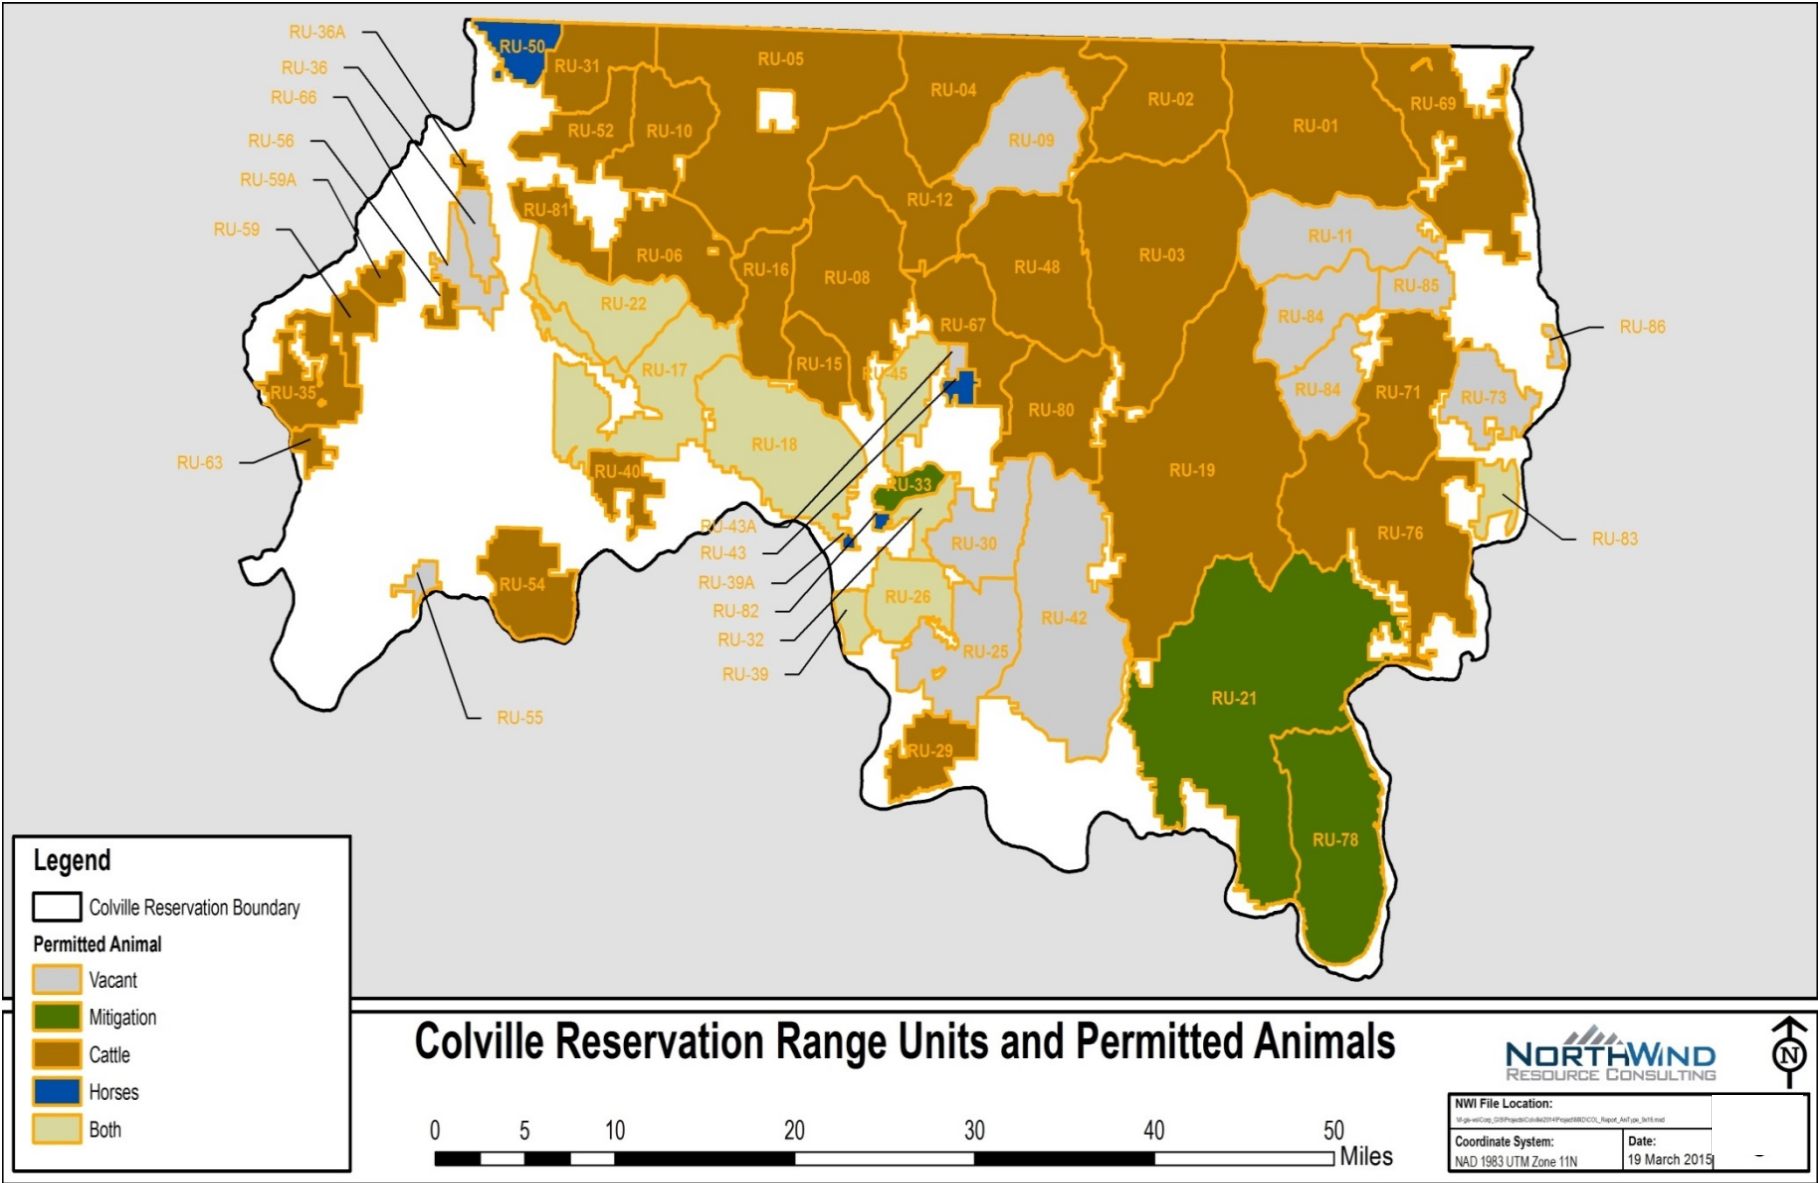 RU-36A
RU-36
RU-66
RU-56
RU-59A
RU-59
RU-50
RU-31
RU-05
RU-04
RU-02
RU-01
RU-69
RU-52
RU-10
RU-09
RU-81
RU-12
RU-06
RU-16
RU-08
RU-48
RU-03
RU-11
RU-85
RU-22
RU-84
RU-67
RU-86
RU-17
RU-15
RU-45
RU-84
RU-71
RU-73
RU-35
RU-80
RU-18
RU-63
RU-40
RU-33
RU-19
RU-43A
RU-43
RU-30
RU-76
RU-83
RU-54
RU-39A
RU-82
RU-26
RU-42
RU-32
RU-25
RU-39
RU-21
RU-55
RU-29
RU-78
Legend
Colville Reservation Boundary
Permitted Animal
Vacant
Mitigation
Cattle
Horses
Both
Colville Reservation Range Units and Permitted Animals
0 5 10 20 30 40 50
Miles
NORTHWIND
RESOURCE CONSULTING
N
NWI File Location:
Coordinate System:
NAD 1983 UTM Zone 11N
Date:
19 March 2015